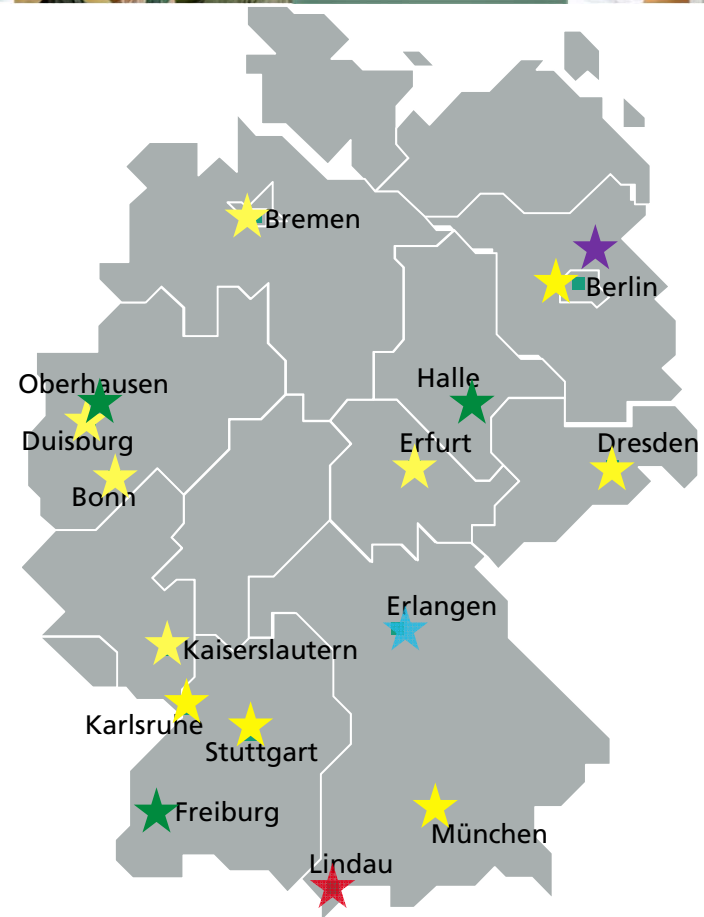 Bremen
Berlin
Oberhausen
Halle
Duisburg
Erfurt
Dresden
Bonn
Erlangen
Kaiserslautern
Karlsruhe
Stuttgart
Freiburg
München
Lindau